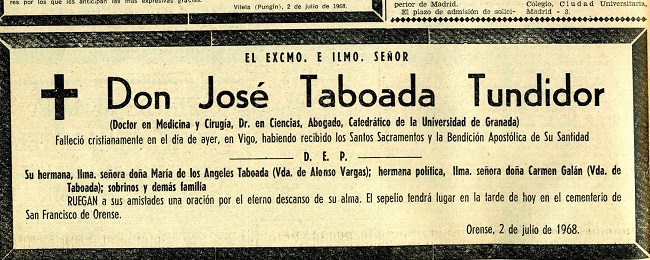 res por los que les anticipan las más expresivas gracias.
Vilela (Pungín), 2 de julio de 1968.
perior de Madrid.
El plazo de admisión de solici-
Colegio, Ciudad Universitaria,
Madrid - 3.
EL EXCMO. E ILMO. SEÑOR
Don José Taboada Tundidor
(Doctor en Medicina y Cirugía, Dr. en Ciencias, Abogado, Catedrático de la Universidad de Granada)
Falleció cristianamente en el día de ayer, en Vigo, habiendo recibido los Santos Sacramentos y la Bendición Apostólica de Su Santidad
D. E. P.
Su hermana, Ilma. señora doña María de los Angeles Taboada (Vda. de Alonso Vargas); hermana política, Ilma. señora doña Carmen Galán (Vda. de
Taboada); sobrinos y demás familia
RUEGAN a sus amistades una oración por el eterno descanso de su alma. El sepelio tendrá lugar en la tarde de hoy en el cementerio de
San Francisco de Orense.
Orense, 2 de julio de 1968.